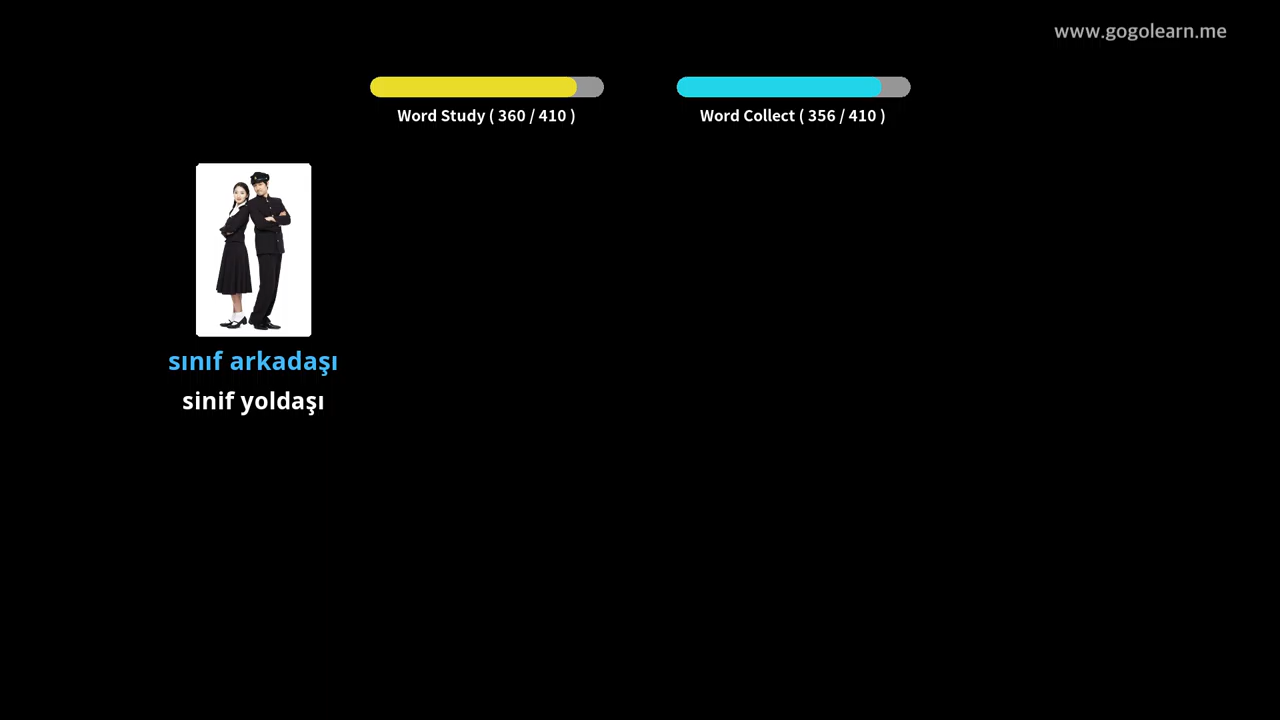 www.gogolearn.me
Word Study ( 360 / 410 )
Word Collect ( 356 / 410 )
sınıf arkadaşı
sinif yoldaşı